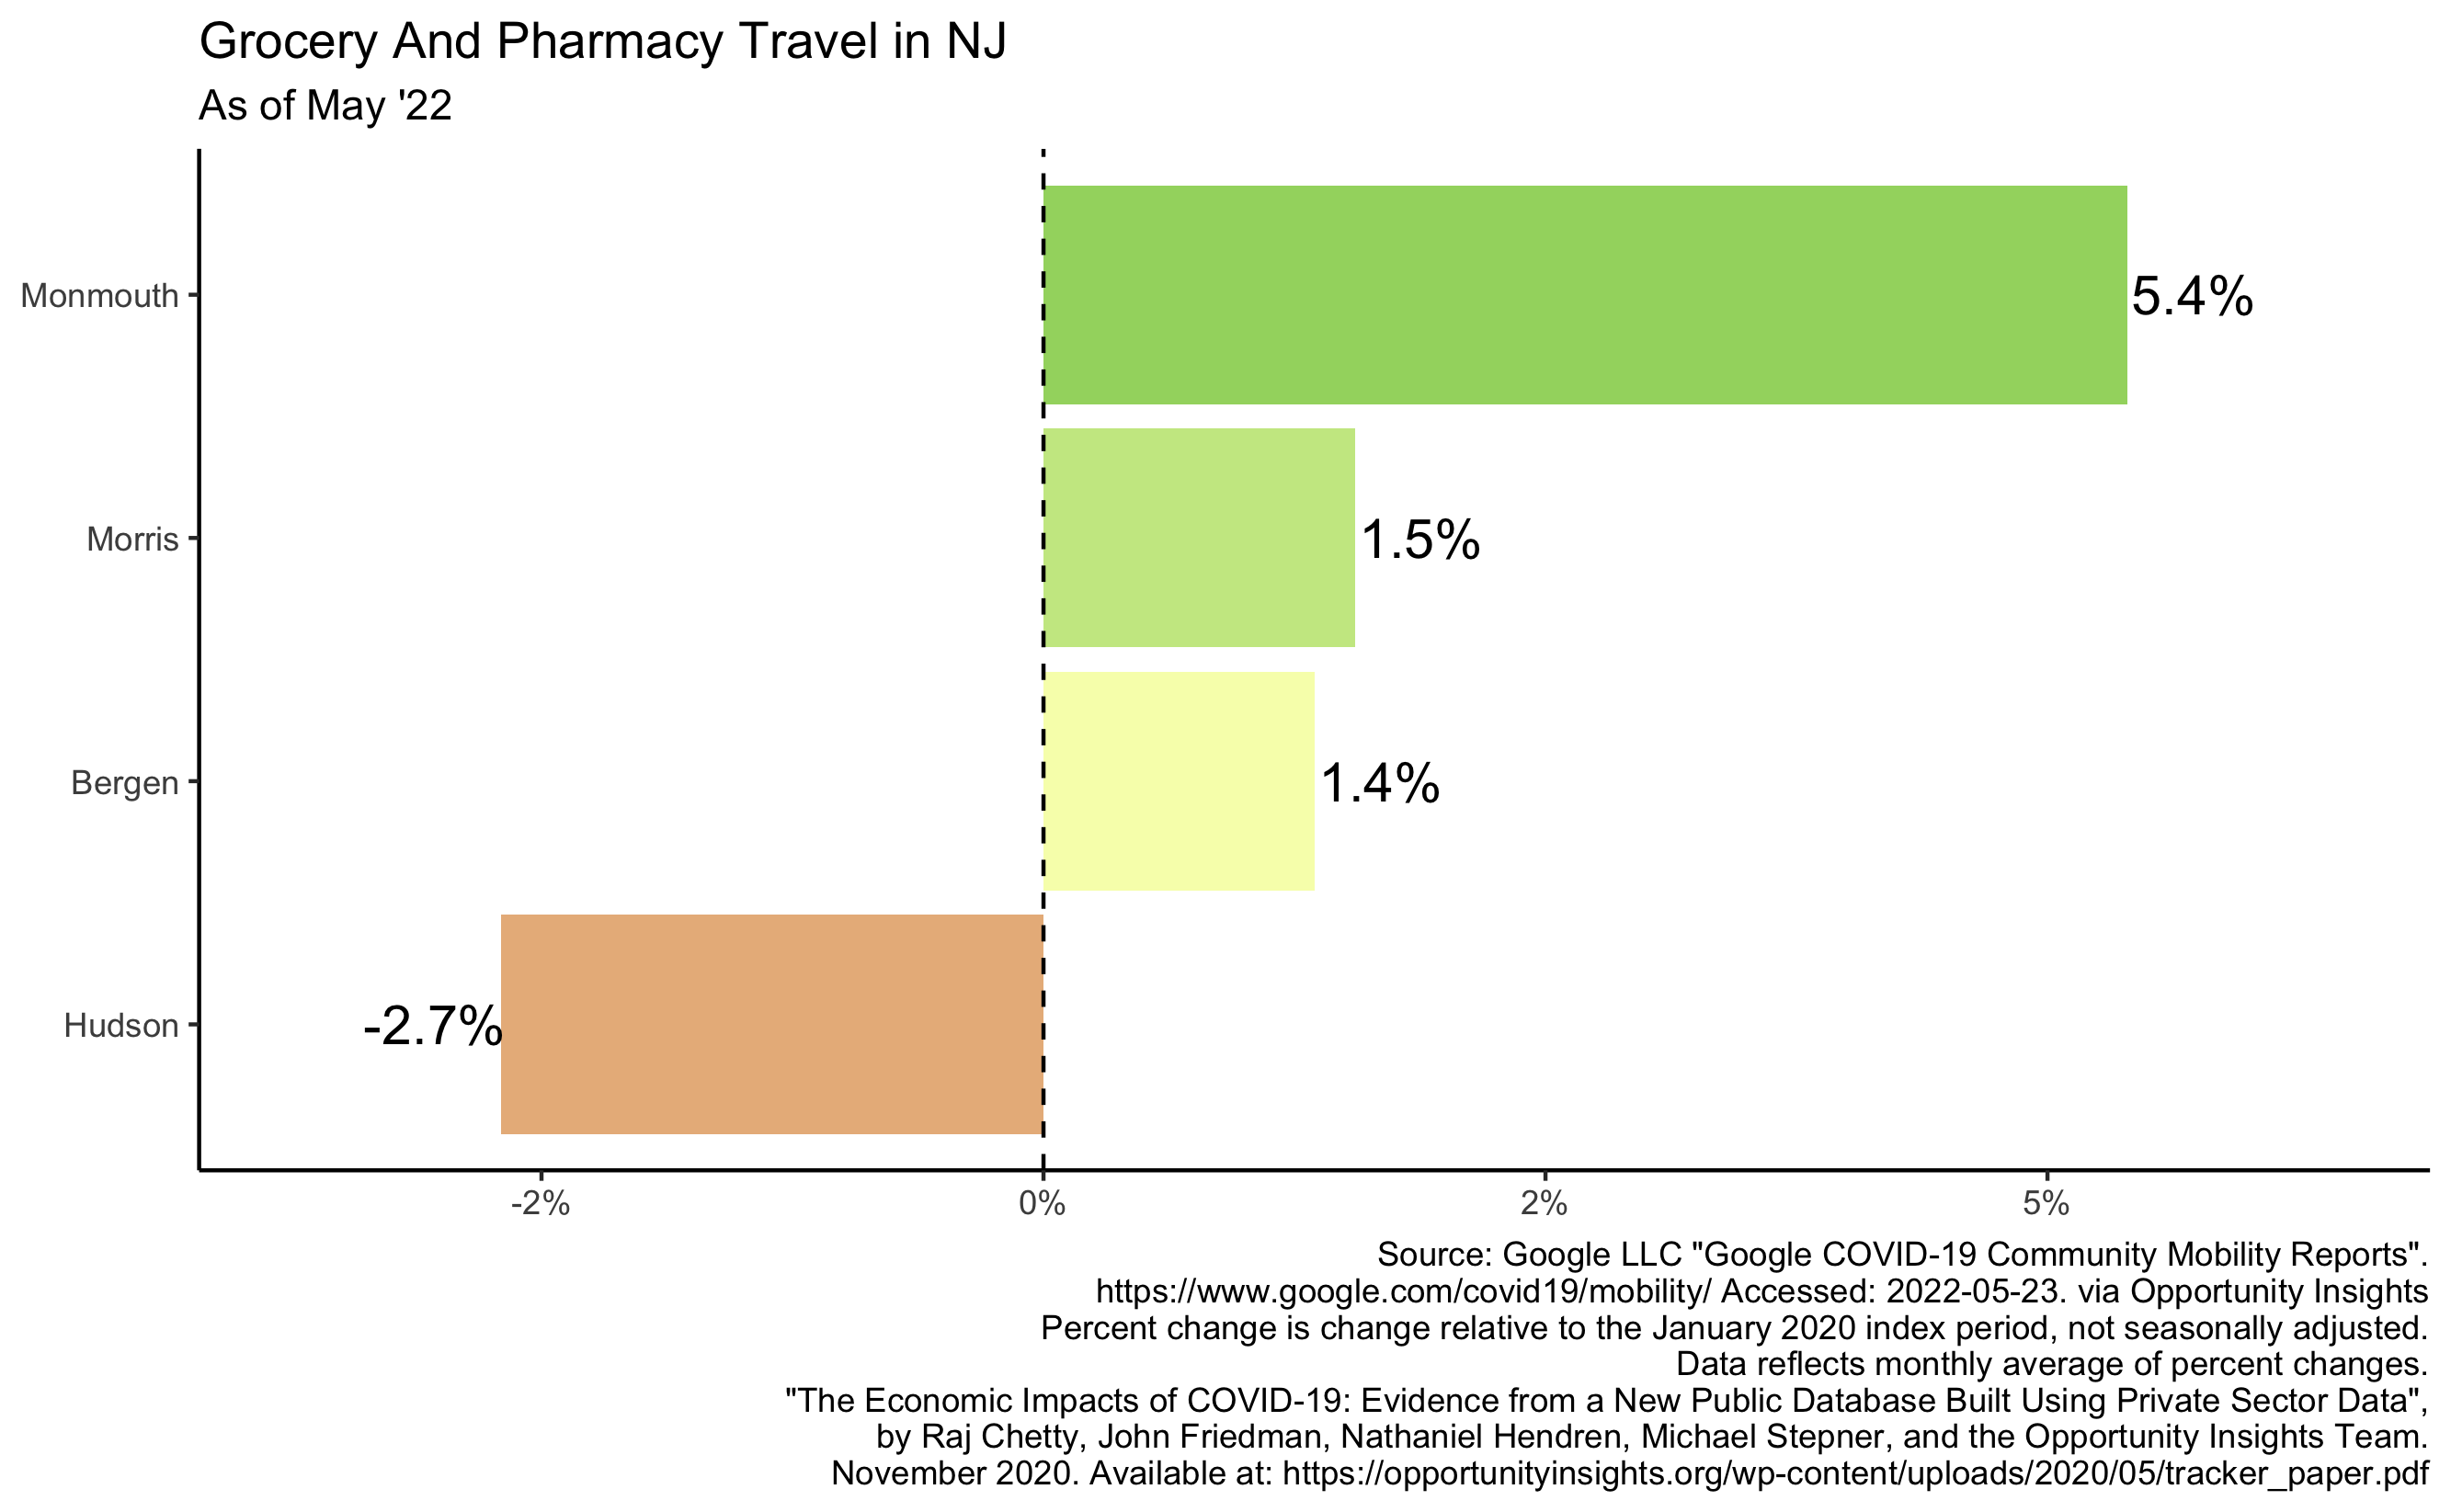 Grocery And Pharmacy Travel in NJ
As of May '22
Monmouth
5.4%
Morris
1.5%
Bergen
1.4%
Hudson
-2.7%
-2%
0%
2%
5%
Source: Google LLC "Google COVID-19 Community Mobility Reports".
https://www.google.com/covid19/mobility/ Accessed: 2022-05-23. via Opportunity Insights
Percent change is change relative to the January 2020 index period, not seasonally adjusted.
Data reflects monthly average of percent changes.
"The Economic Impacts of COVID-19: Evidence from a New Public Database Built Using Private Sector Data",
by Raj Chetty, John Friedman, Nathaniel Hendren, Michael Stepner, and the Opportunity Insights Team.
November 2020. Available at: https://opportunityinsights.org/wp-content/uploads/2020/05/tracker_paper.pdf